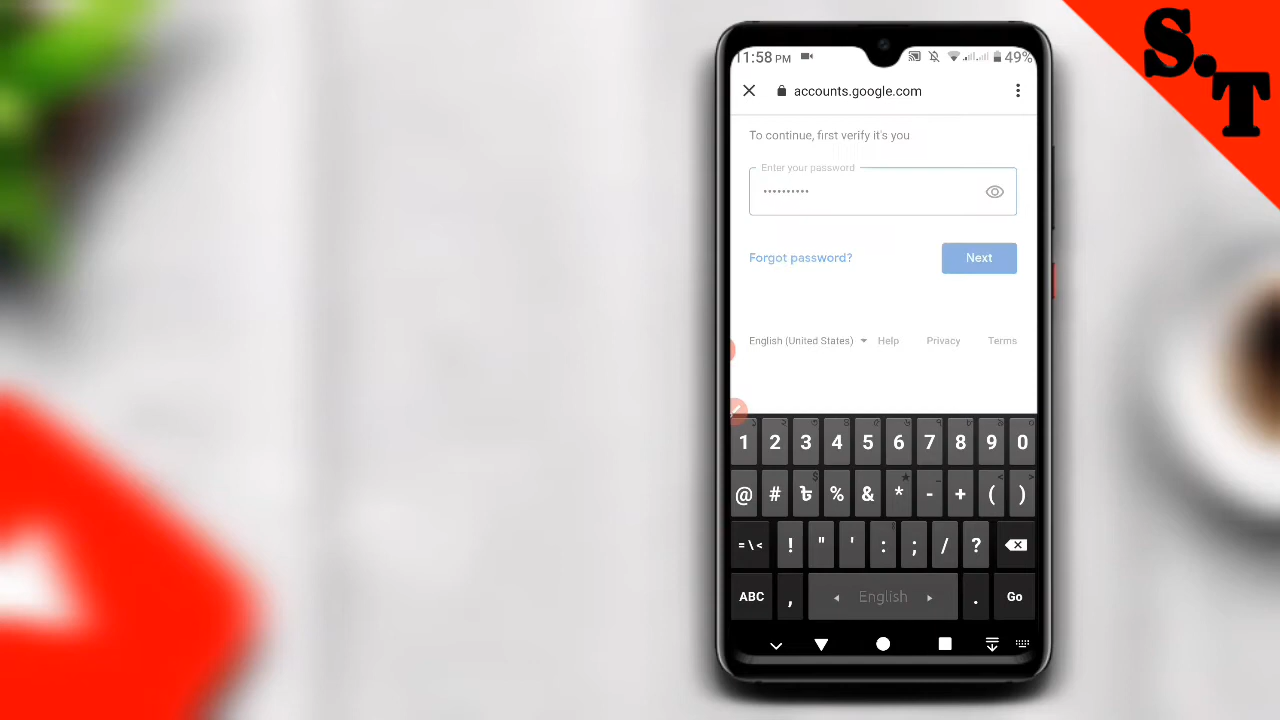 S.T
11:58 PM
49%
accounts.google.com
To continue, first verify it's you
Enter your password
••••••••••
Forgot password?
Next
English (United States)
Help
Privacy
Terms
1 2 3 4 5 6 7 8 9 0
@ # ৳ % & * - + ( )
= \ < ! " ' : ; / ?
ABC , English . Go